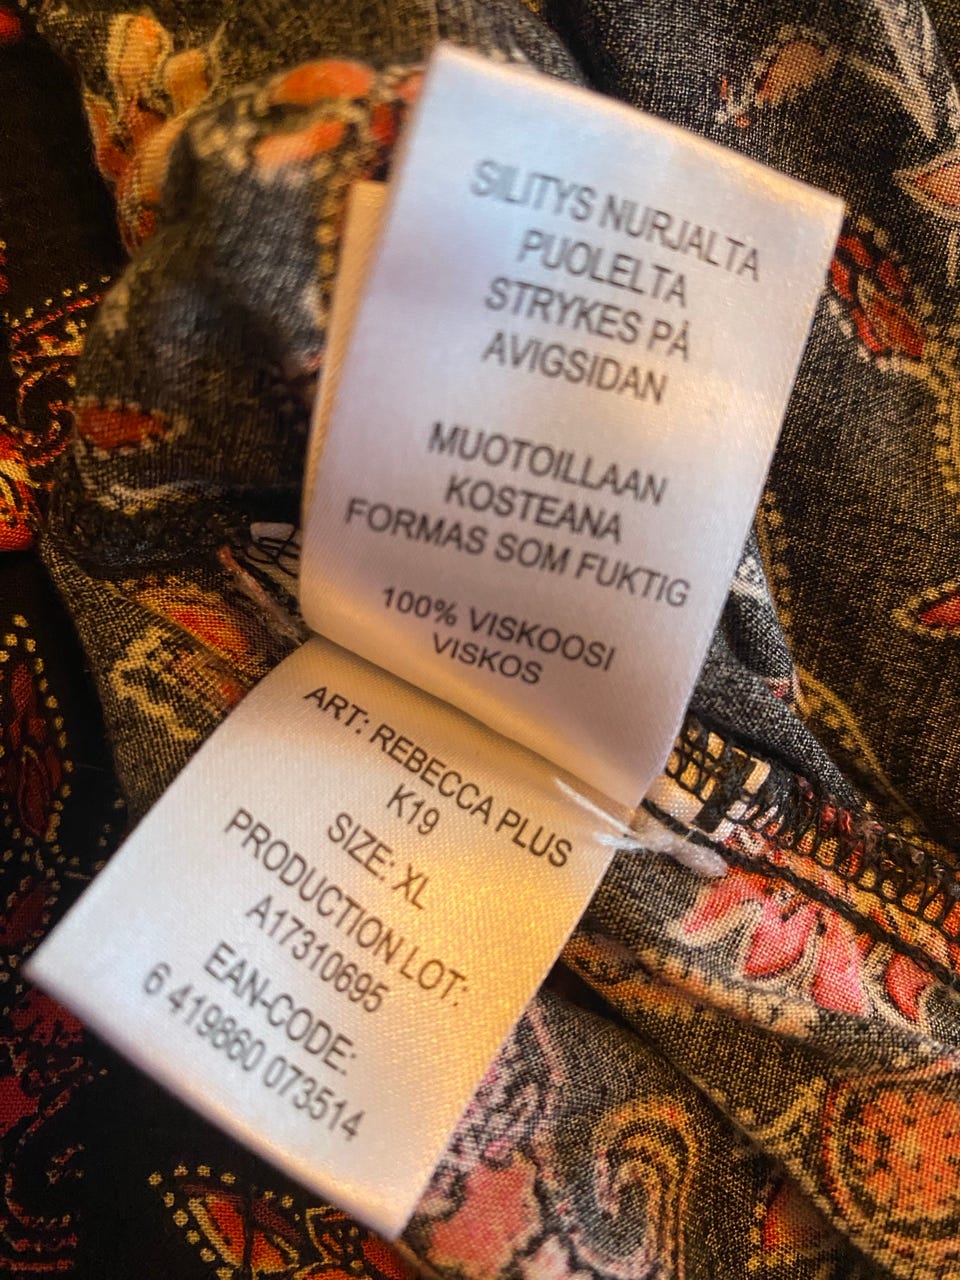 SILITYS NURJALTA
PUOLELTA
STRYKES PÅ
AVIGSIDAN
MUOTOILLAAN
KOSTEANA
FORMAS SOM FUKTIG
100% VISKOOSI
VISKOS
ART: REBECCA PLUS
K19
SIZE: XL
PRODUCTION LOT:
A17310695
EAN-CODE:
6 419860 073514